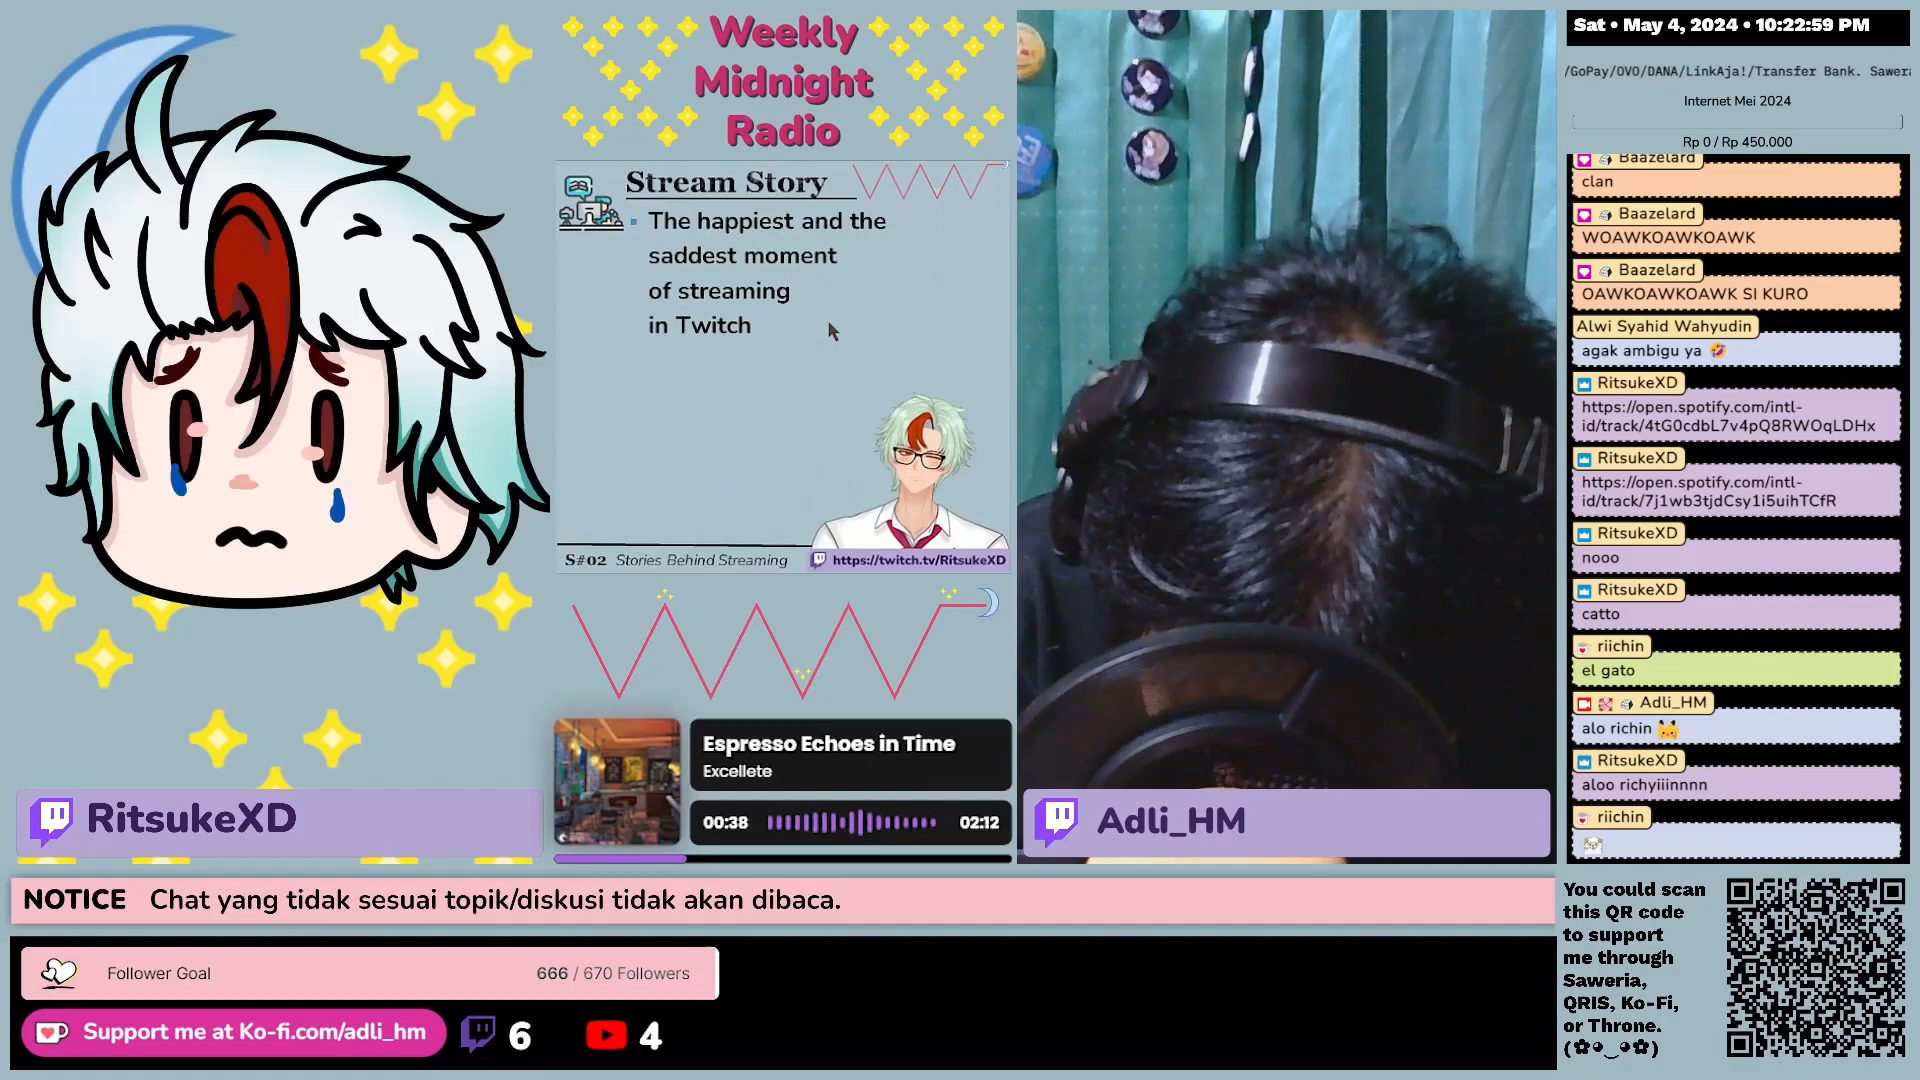 Weekly
Midnight
Radio
Stream Story
The happiest and the
saddest moment
of streaming
in Twitch
S#02 Stories Behind Streaming
https://twitch.tv/RitsukeXD
Espresso Echoes in Time
Excellete
00:38
02:12
RitsukeXD
Adli_HM
Sat • May 4, 2024 • 10:22:59 PM
/GoPay/OVO/DANA/LinkAja!/Transfer Bank.
Internet Mei 2024
Rp 0 / Rp 450.000
Baazelard
clan
Baazelard
WOAWKOAWKOAWK
Baazelard
OAWKOAWKOAWK SI KURO
Alwi Syahid Wahyudin
agak ambigu ya 🤣
RitsukeXD
https://open.spotify.com/intl-
id/track/4tG0cdbL7v4pQ8RWOqLDHx
RitsukeXD
https://open.spotify.com/intl-
id/track/7j1wb3tjdCsy1i5uihTCfR
RitsukeXD
nooo
RitsukeXD
catto
riichin
el gato
Adli_HM
alo richin
RitsukeXD
aloo richyiiinnnn
riichin
NOTICE Chat yang tidak sesuai topik/diskusi tidak akan dibaca.
Follower Goal
666 / 670 Followers
Support me at Ko-fi.com/adli_hm
6
4
You could scan
this QR code
to support
me through
Saweria,
QRIS, Ko-Fi,
or Throne.
(✿◕‿◕✿)